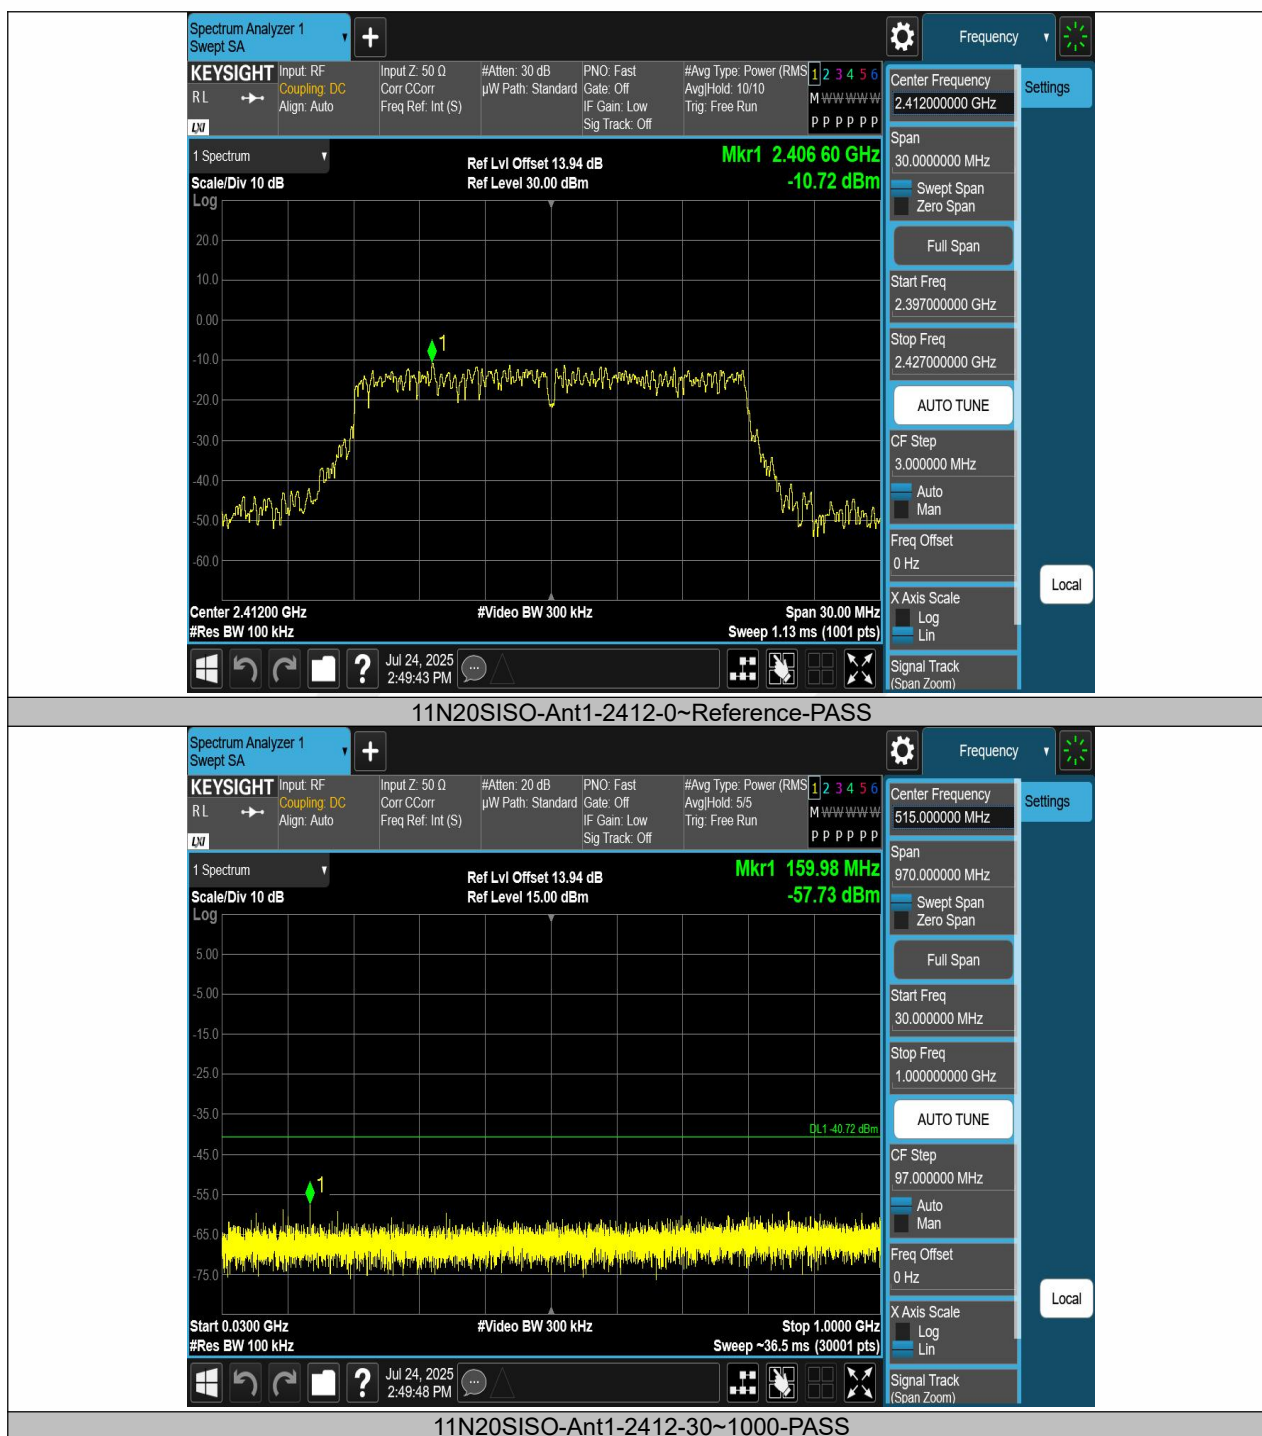 Spectrum Analyzer 1
Swept SA
+
Frequency
KEYSIGHT
RL
LXI
Input: RF
Coupling: DC
Align: Auto
Input Z: 50 Ω
Corr CCorr
Freq Ref: Int (S)
#Atten: 30 dB
µW Path: Standard
PNO: Fast
Gate: Off
IF Gain: Low
Sig Track: Off
#Avg Type: Power (RMS
Avg|Hold: 10/10
Trig: Free Run
1 2 3 4 5 6
M W W W W W
P P P P P P
Center Frequency
2.412000000 GHz
Settings
Span
30.0000000 MHz
Swept Span
Zero Span
Full Span
Start Freq
2.397000000 GHz
Stop Freq
2.427000000 GHz
AUTO TUNE
CF Step
3.000000 MHz
Auto
Man
Freq Offset
0 Hz
X Axis Scale
Log
Lin
Local
Signal Track
(Span Zoom)
1 Spectrum
Scale/Div 10 dB
Ref Lvl Offset 13.94 dB
Ref Level 30.00 dBm
Mkr1 2.406 60 GHz
-10.72 dBm
Log
20.0
10.0
0.00
-10.0
-20.0
-30.0
-40.0
-50.0
-60.0
1
Center 2.41200 GHz
#Video BW 300 kHz
Span 30.00 MHz
#Res BW 100 kHz
Sweep 1.13 ms (1001 pts)
?
Jul 24, 2025
2:49:43 PM
11N20SISO-Ant1-2412-0~Reference-PASS
Spectrum Analyzer 1
Swept SA
+
Frequency
KEYSIGHT
RL
LXI
Input: RF
Coupling: DC
Align: Auto
Input Z: 50 Ω
Corr CCorr
Freq Ref: Int (S)
#Atten: 20 dB
µW Path: Standard
PNO: Fast
Gate: Off
IF Gain: Low
Sig Track: Off
#Avg Type: Power (RMS
Avg|Hold: 5/5
Trig: Free Run
1 2 3 4 5 6
M W W W W W
P P P P P P
Center Frequency
515.000000 MHz
Settings
Span
970.000000 MHz
Swept Span
Zero Span
Full Span
Start Freq
30.000000 MHz
Stop Freq
1.000000000 GHz
AUTO TUNE
CF Step
97.000000 MHz
Auto
Man
Freq Offset
0 Hz
X Axis Scale
Log
Lin
Local
Signal Track
(Span Zoom)
1 Spectrum
Scale/Div 10 dB
Ref Lvl Offset 13.94 dB
Ref Level 15.00 dBm
Mkr1 159.98 MHz
-57.73 dBm
Log
5.00
-5.00
-15.0
-25.0
-35.0
DL1 -40.72 dBm
-45.0
-55.0
-65.0
-75.0
1
Start 0.0300 GHz
#Video BW 300 kHz
Stop 1.0000 GHz
#Res BW 100 kHz
Sweep ~36.5 ms (30001 pts)
?
Jul 24, 2025
2:49:48 PM
11N20SISO-Ant1-2412-30~1000-PASS